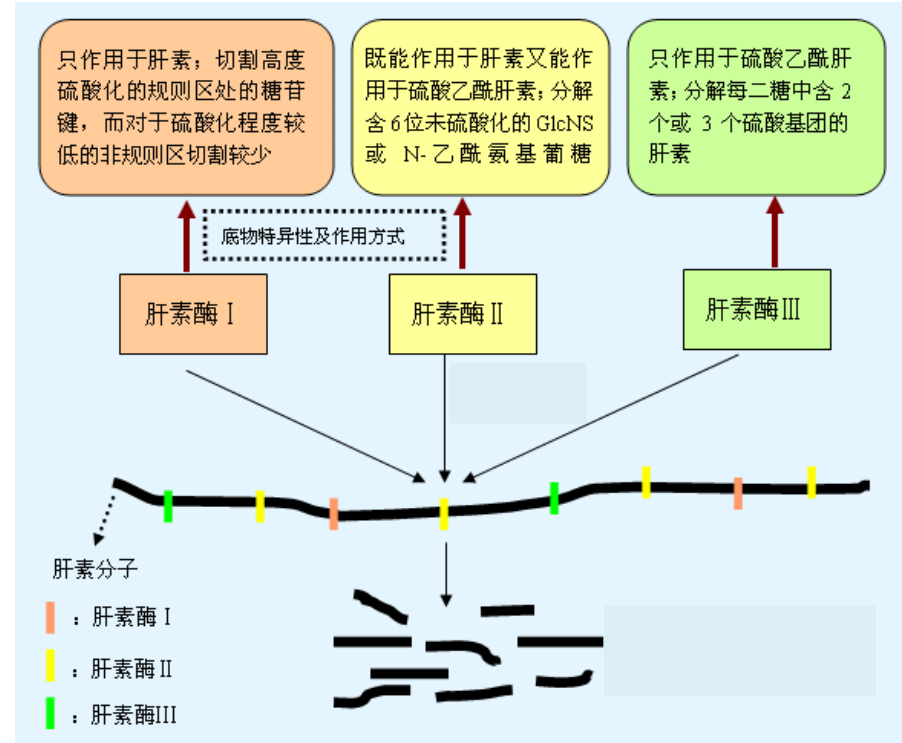 只作用于肝素；切割高度
硫酸化的规则区处的糖苷
键，而对于硫酸化程度较
低的非规则区切割较少
既能作用于肝素又能作
用于硫酸乙酰肝素；分解
含6位未硫酸化的GlcNS
或 N-乙酰氨基葡糖
只作用于硫酸乙酰肝
素；分解每二糖中含 2
个或 3 个硫酸基团的
肝素
底物特异性及作用方式
肝素酶Ⅰ
肝素酶Ⅱ
肝素酶Ⅲ
肝素分子
：肝素酶Ⅰ
：肝素酶Ⅱ
：肝素酶III